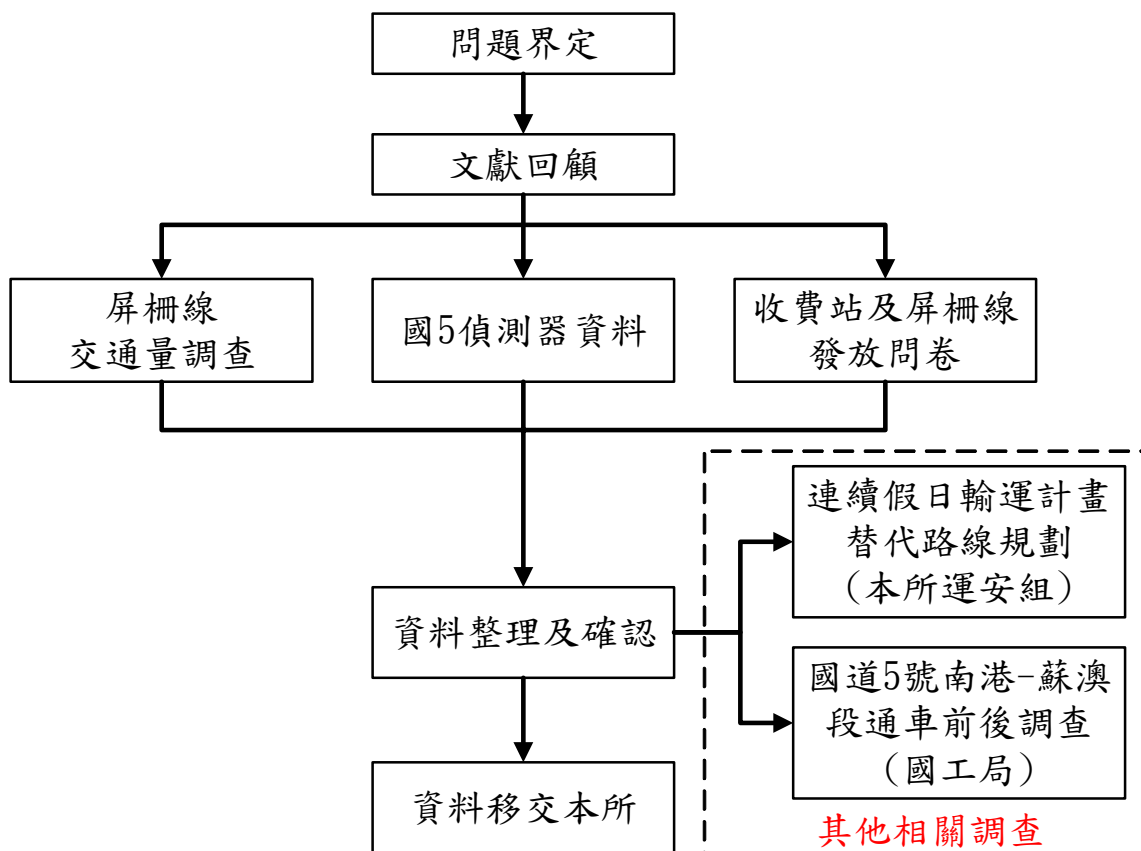 問題界定
文獻回顧
屏柵線
交通量調查
國5偵測器資料
收費站及屏柵線
發放問卷
連續假日輸運計畫
替代路線規劃
(本所運安組)
資料整理及確認
國道5號南港-蘇澳
段通車前後調查
(國工局)
資料移交本所
其他相關調查